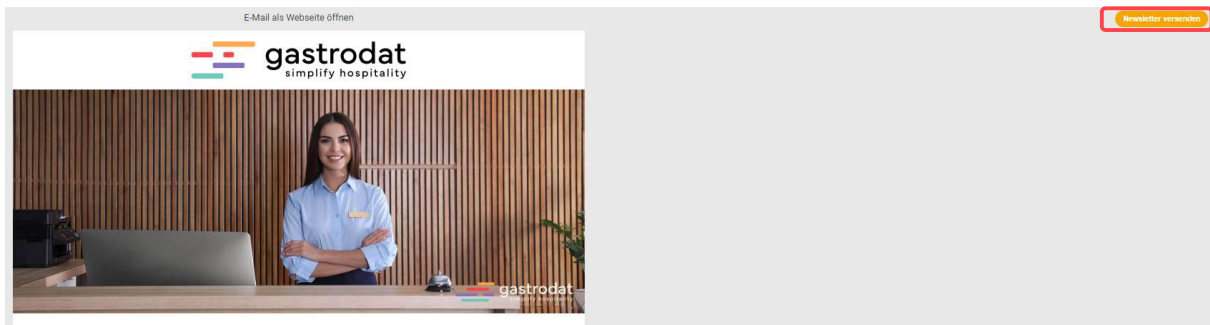 E-Mail als Webseite öffnen
Newsletter versenden
gastrodat
simplify hospitality
gastrodat
simplify hospitality